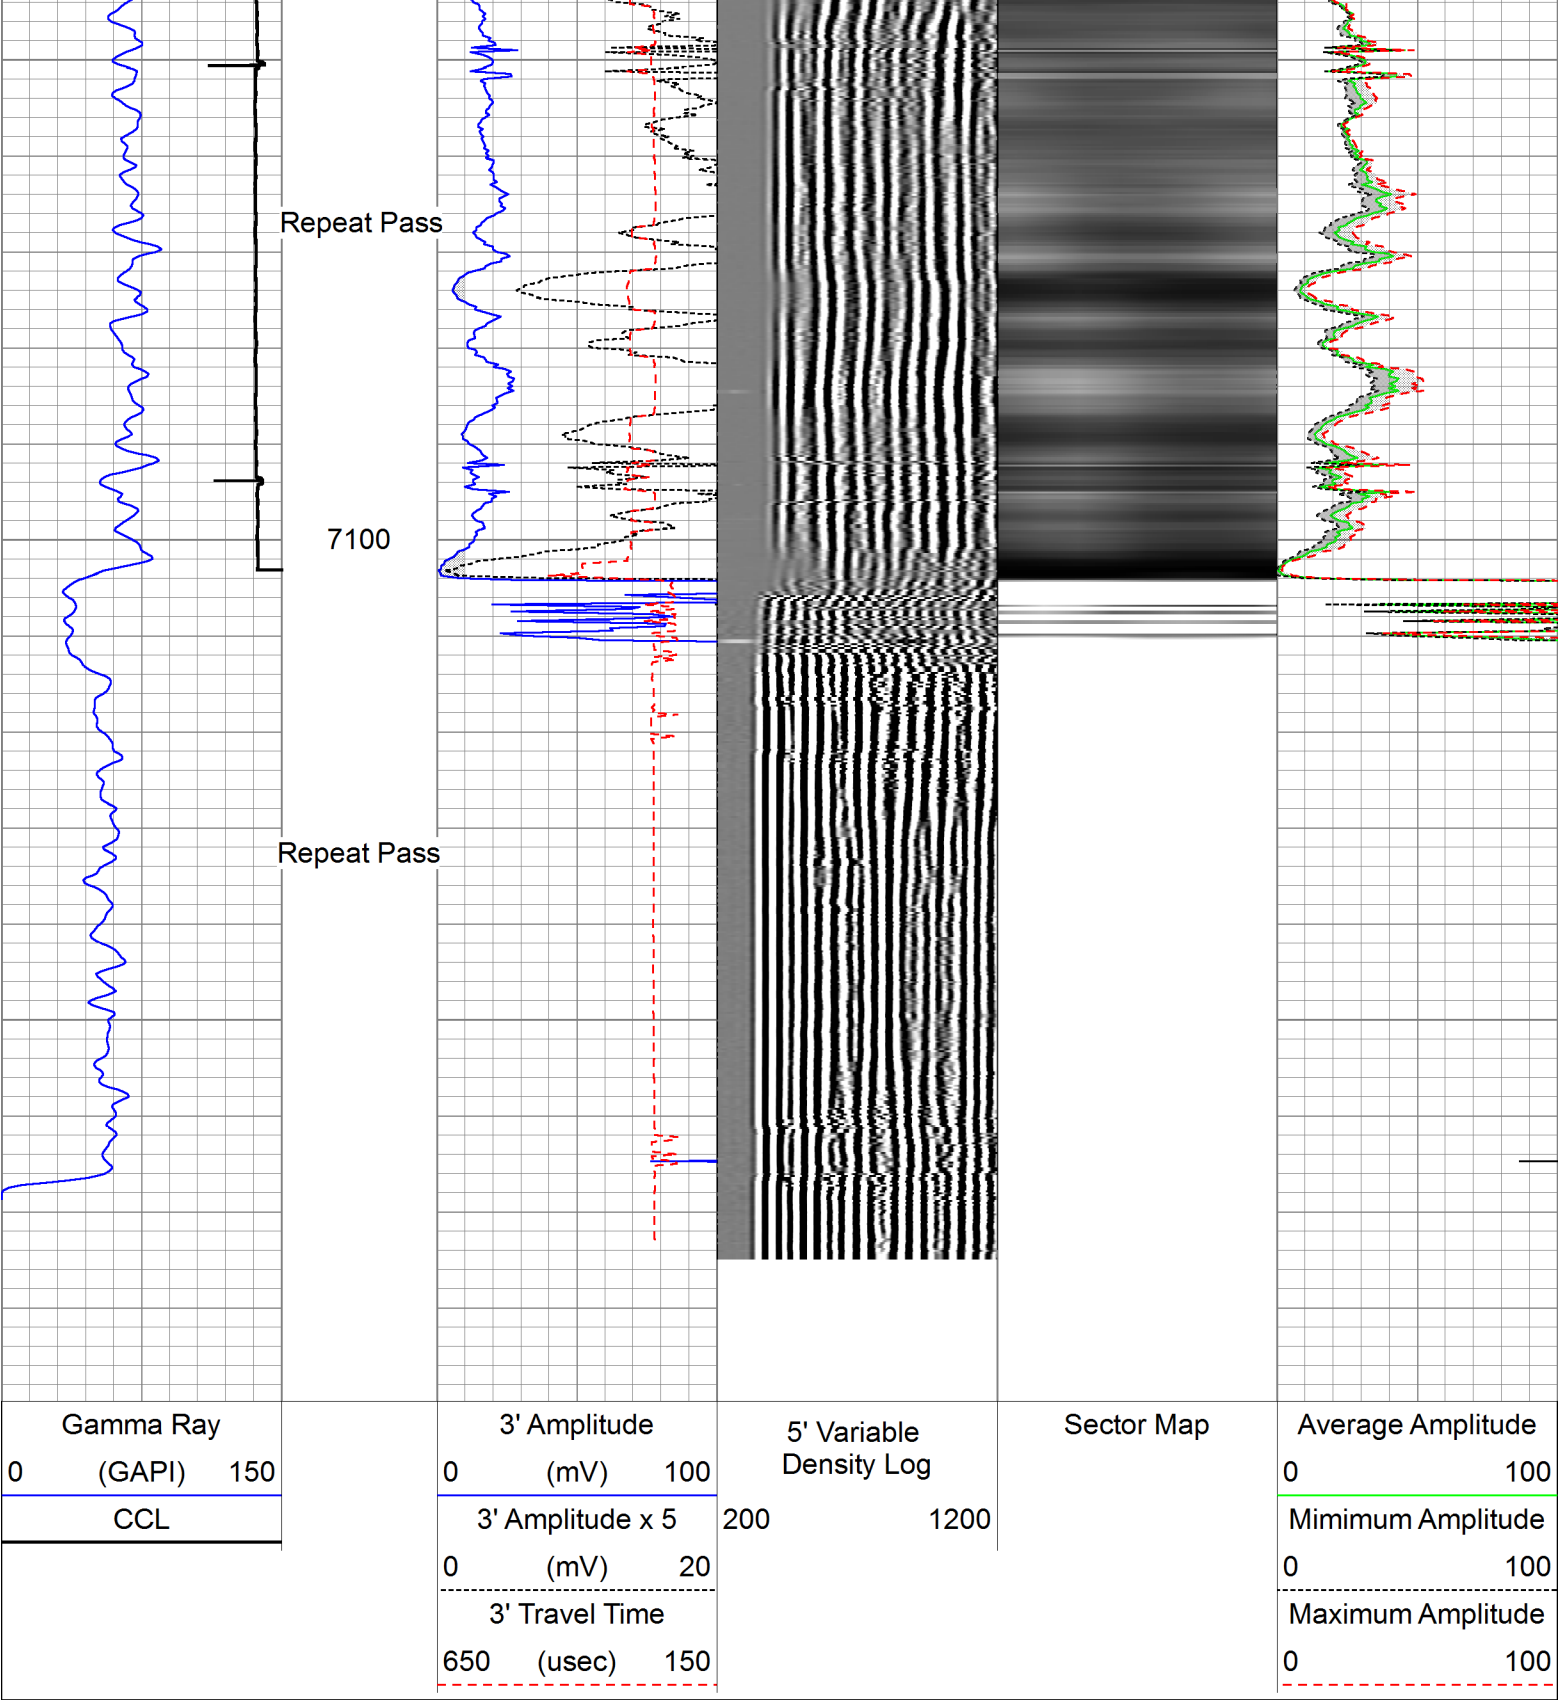 Repeat Pass
7100
Repeat Pass
Gamma Ray
0 (GAPI) 150
CCL
3' Amplitude
0 (mV) 100
3' Amplitude x 5
0 (mV) 20
3' Travel Time
650 (usec) 150
5' Variable
Density Log
200 1200
Sector Map
Average Amplitude
0 100
Mimimum Amplitude
0 100
Maximum Amplitude
0 100